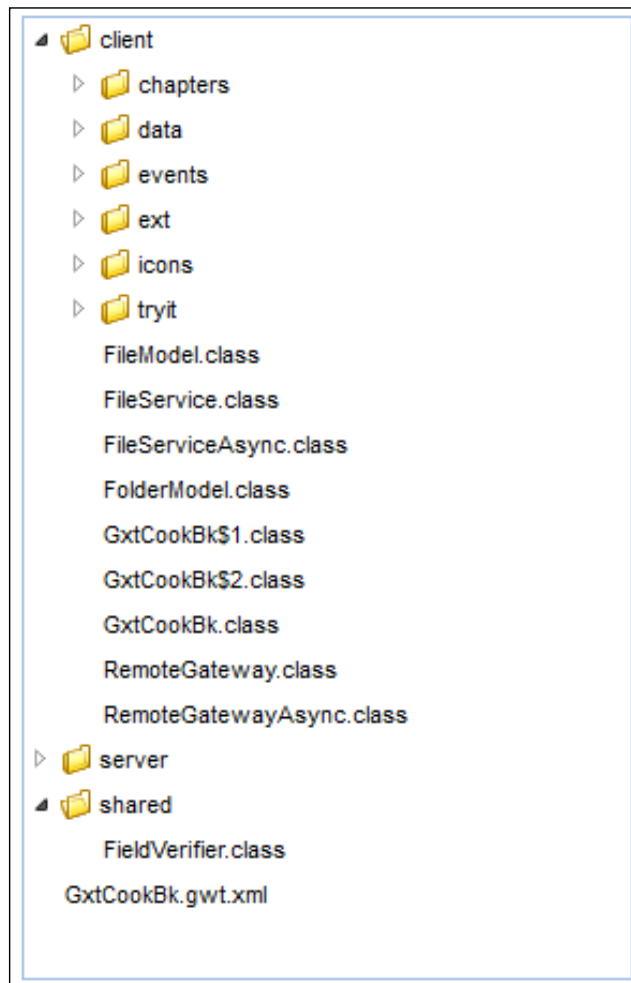 client
chapters
data
events
ext
icons
tryit
FileModel.class
FileService.class
FileServiceAsync.class
FolderModel.class
GxtCookBk$1.class
GxtCookBk$2.class
GxtCookBk.class
RemoteGateway.class
RemoteGatewayAsync.class
server
shared
FieldVerifier.class
GxtCookBk.gwt.xml